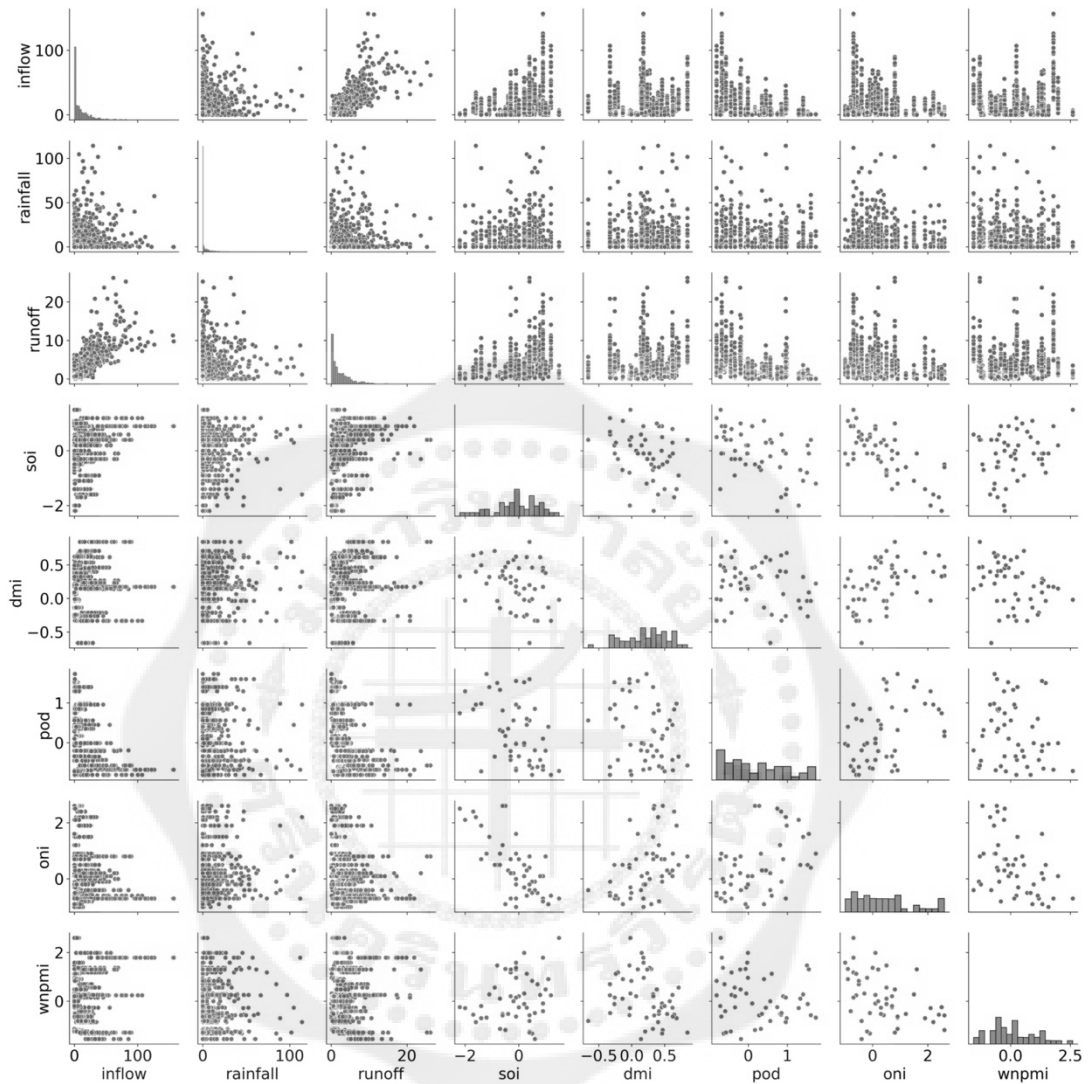 inflow
100
0
rainfall
100
50
0
runoff
20
10
0
soi
0
−2
dmi
0.5
0.0
−0.5
pod
1
0
oni
2
0
wnpmi
2
0
0 100
0 100
0 20
−2 0
−0.5 0.0 0.5
0 1
0 2
0.0 2.5
inflow rainfall runoff soi dmi pod oni wnpmi